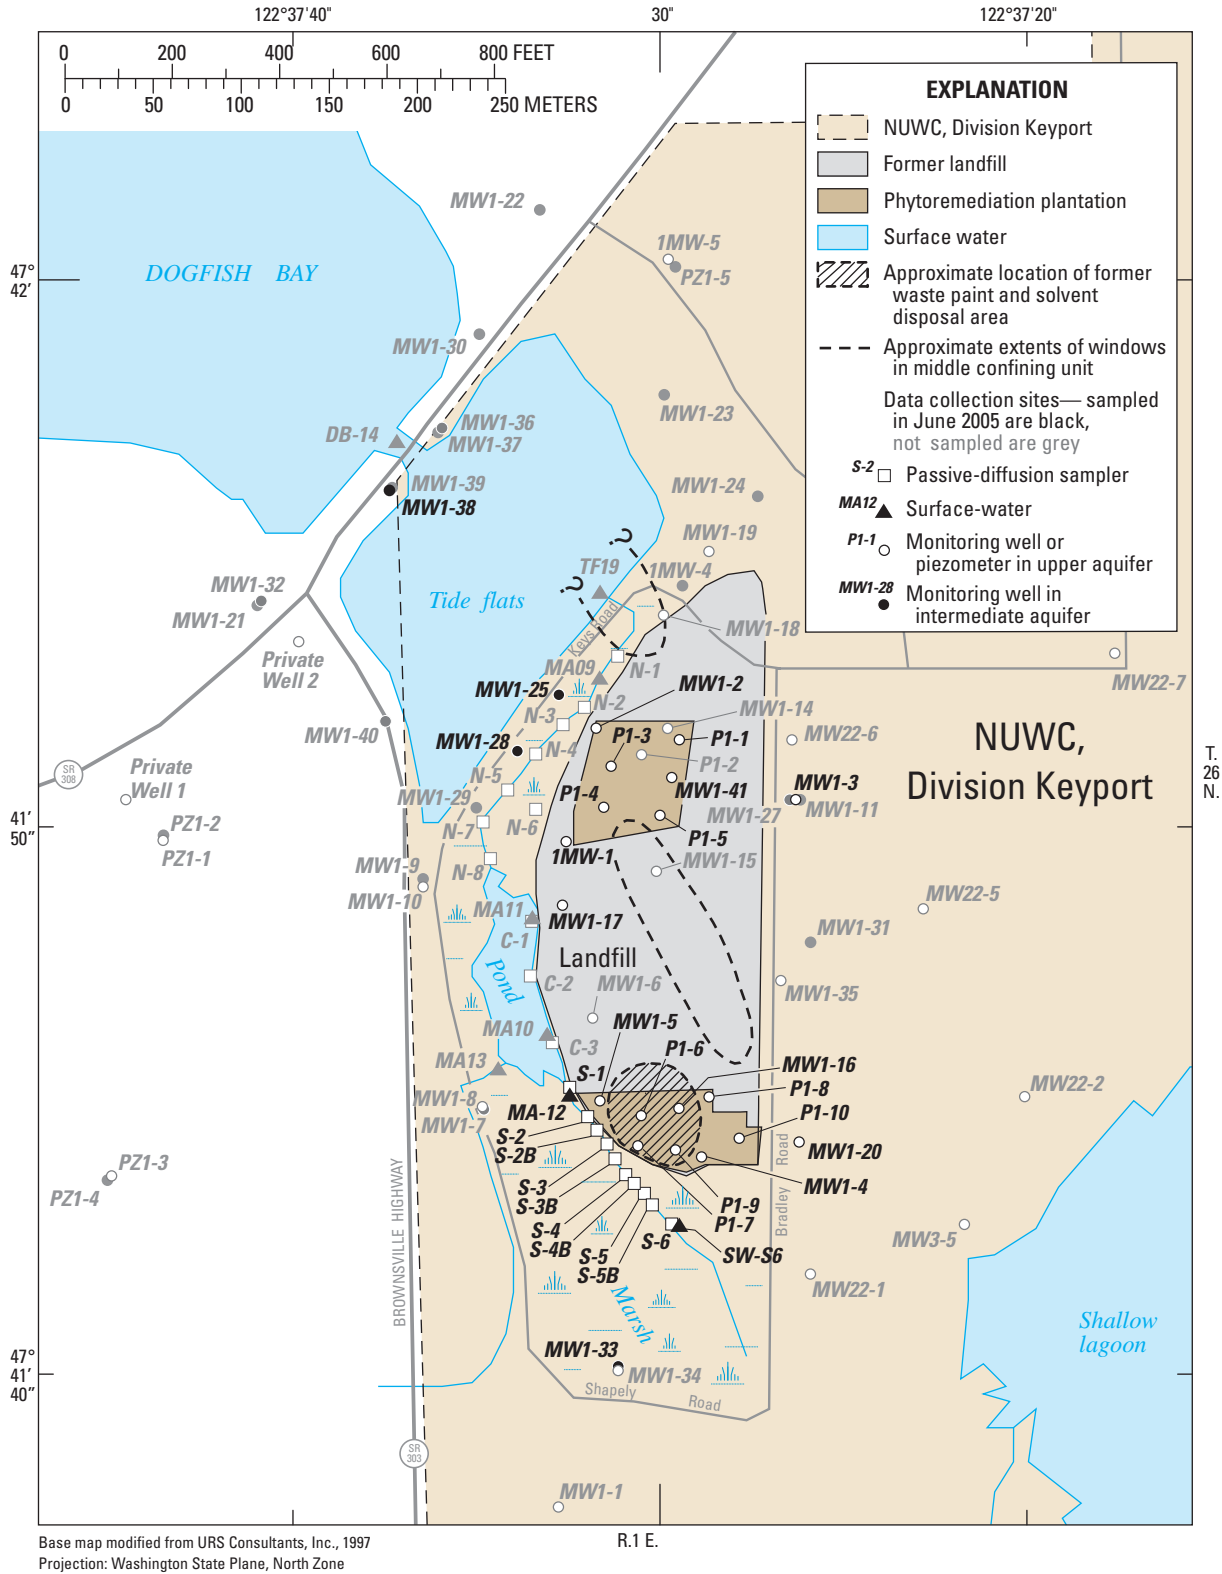 122°37'40"
30"
122°37'20"
0 200 400 600 800 FEET
0 50 100 150 200 250 METERS
EXPLANATION
NUWC, Division Keyport
Former landfill
Phytoremediation plantation
Surface water
Approximate location of former
waste paint and solvent
disposal area
Approximate extents of windows
in middle confining unit
Data collection sites— sampled
in June 2005 are black,
not sampled are grey
S-2
Passive-diffusion sampler
MA12
Surface-water
P1-1
Monitoring well or
piezometer in upper aquifer
MW1-28
Monitoring well in
intermediate aquifer
47°
42'
DOGFISH BAY
MW1-22
1MW-5
PZ1-5
MW1-30
MW1-23
MW1-36
MW1-37
DB-14
MW1-39
MW1-38
MW1-24
MW1-19
?
?
TF19
1MW-4
MW1-32
MW1-21
Tide flats
Keys Road
MW1-18
Private
Well 2
MA09
N-1
MW22-7
MW1-25
N-2
MW1-2
MW1-14
N-3
MW1-40
P1-3
P1-1
MW22-6
MW1-28
N-4
P1-2
NUWC,
Division Keyport
T.
26
N.
SR
308
Private
Well 1
N-5
MW1-29
P1-4
MW1-41
MW1-3
MW1-27
MW1-11
N-6
41'
50"
PZ1-2
PZ1-1
N-7
P1-5
1MW-1
MW1-15
MW1-9
N-8
MW1-10
MW22-5
MA11
MW1-17
MW1-31
C-1
Landfill
Pond
C-2
MW1-6
MW1-35
MW1-5
MA10
P1-6
C-3
MA13
MW1-16
S-1
P1-8
MW22-2
MW1-8
MW1-7
MA-12
P1-10
S-2
S-2B
MW1-20
PZ1-3
PZ1-4
S-3
S-3B
MW1-4
Bradley Road
P1-9
P1-7
S-4
S-4B
S-6
SW-S6
MW3-5
S-5
S-5B
MW22-1
BROWNSVILLE HIGHWAY
Marsh
Shallow
lagoon
MW1-33
MW1-34
47°
41'
40"
Shapely Road
SR
303
MW1-1
Base map modified from URS Consultants, Inc., 1997
R.1 E.
Projection: Washington State Plane, North Zone